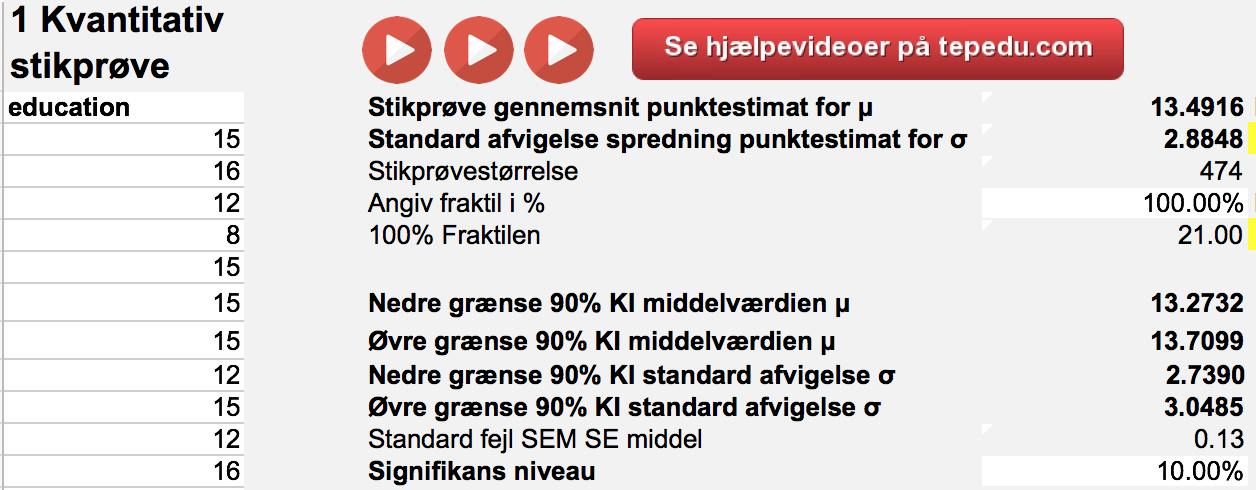 1 Kvantitativ
stikprøve
Se hjælpevideoer på tepedu.com
education
15
16
12
8
15
15
15
12
15
12
16
Stikprøve gennemsnit punktestimat for μ 13.4916
Standard afvigelse spredning punktestimat for σ 2.8848
Stikprøvestørrelse 474
Angiv fraktil i % 100.00%
100% Fraktilen 21.00
Nedre grænse 90% KI middelværdien μ 13.2732
Øvre grænse 90% KI middelværdien μ 13.7099
Nedre grænse 90% KI standard afvigelse σ 2.7390
Øvre grænse 90% KI standard afvigelse σ 3.0485
Standard fejl SEM SE middel 0.13
Signifikans niveau 10.00%